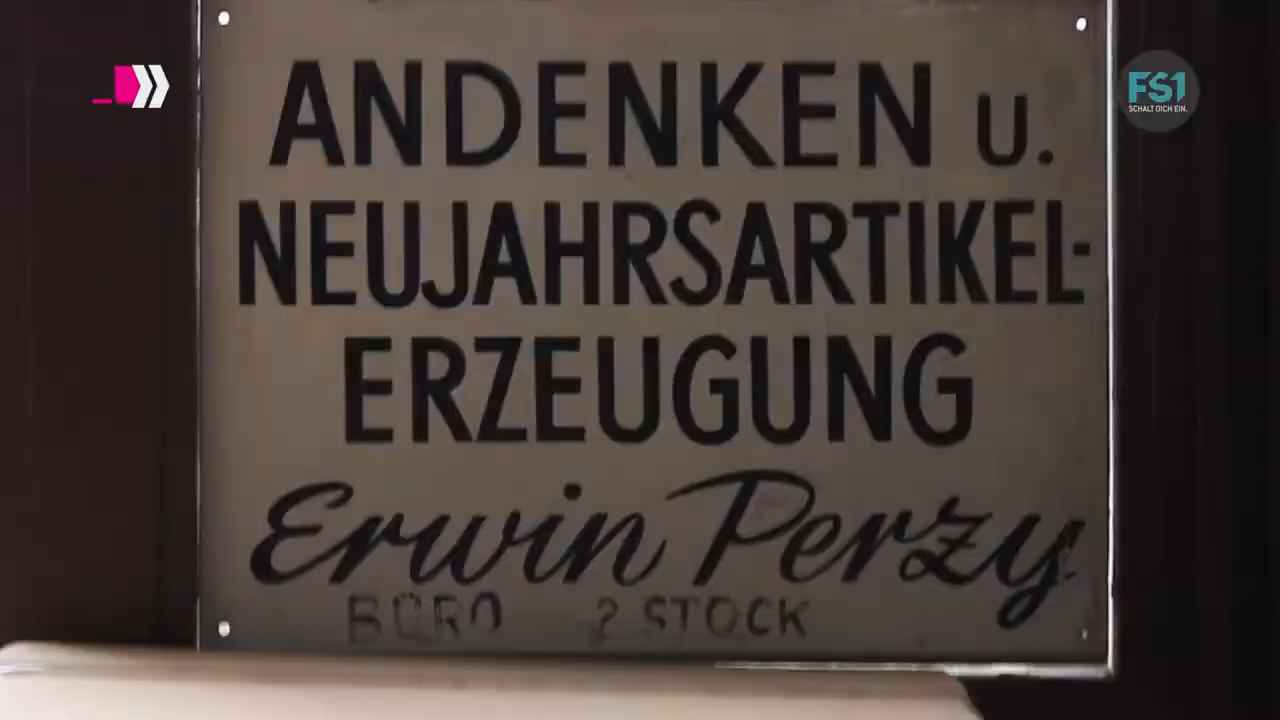 ANDENKEN u.
NEUJAHRSARTIKEL-
ERZEUGUNG
Erwin Perzy
BÜRO 2 STOCK
FS1
SCHALT DICH EIN.